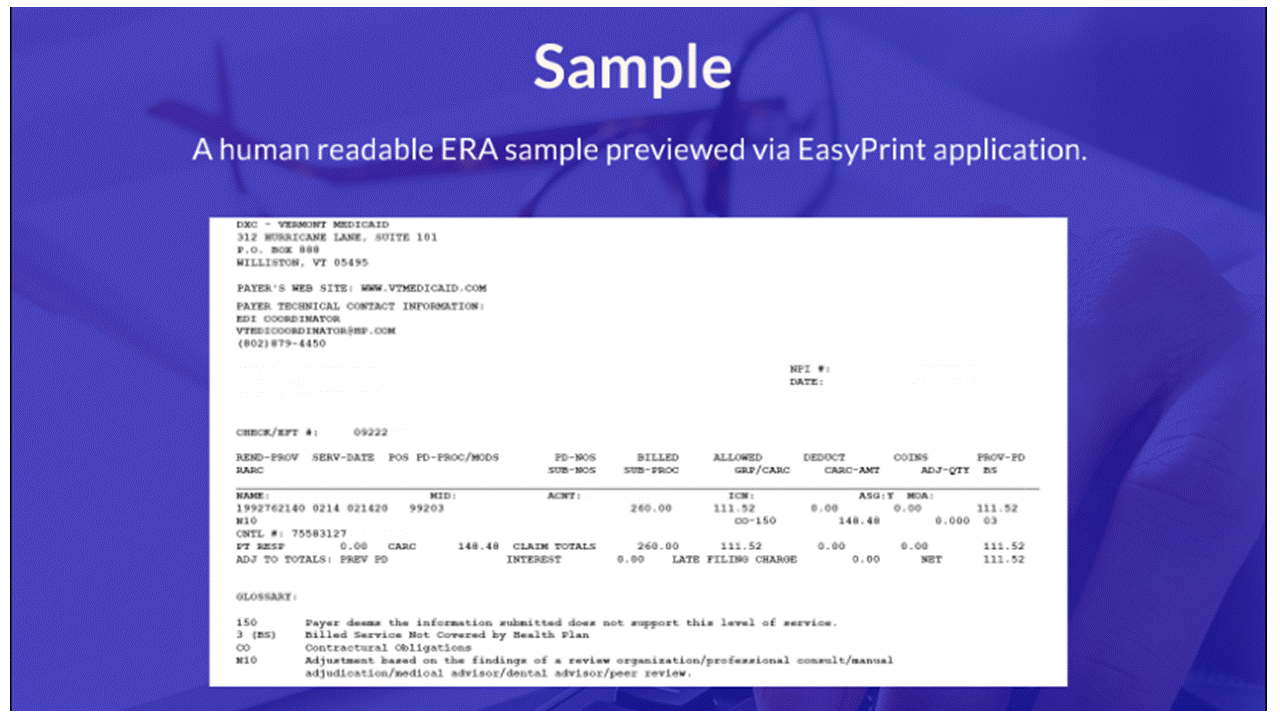 Sample
A human readable ERA sample previewed via EasyPrint application.
DXC - VERMONT MEDICAID
312 HURRICANE LANE, SUITE 101
P.O. BOX 888
WILLISTON, VT 05495
PAYER'S WEB SITE: WWW.VTMEDICAID.COM
PAYER TECHNICAL CONTACT INFORMATION:
EDI COORDINATOR
VTEDICOORDINATOR@HP.COM
(802)879-4450
NPI #:
DATE:
CHECK/EFT #: 09222
REND-PROV SERV-DATE POS PD-PROC/MODS PD-NOS BILLED ALLOWED DEDUCT COINS PROV-PD
RARC SUB-NOS SUB-PROC GRP/CARC CARC-AMT ADJ-QTY BS
NAME: MID: ACNT: ICN: ASG:Y MOA:
1992762140 0214 021420 99203 260.00 111.52 0.00 0.00 111.52
N10 CO-150 148.48 0.000 03
CNTL #: 75583127
PT RESP 0.00 CARC 148.48 CLAIM TOTALS 260.00 111.52 0.00 0.00 111.52
ADJ TO TOTALS: PREV PD INTEREST 0.00 LATE FILING CHARGE 0.00 NET 111.52
GLOSSARY:
150 Payer deems the information submitted does not support this level of service.
3 (BS) Billed Service Not Covered by Health Plan
CO Contractural Obligations
N10 Adjustment based on the findings of a review organization/professional consult/manual
adjudication/medical advisor/dental advisor/peer review.